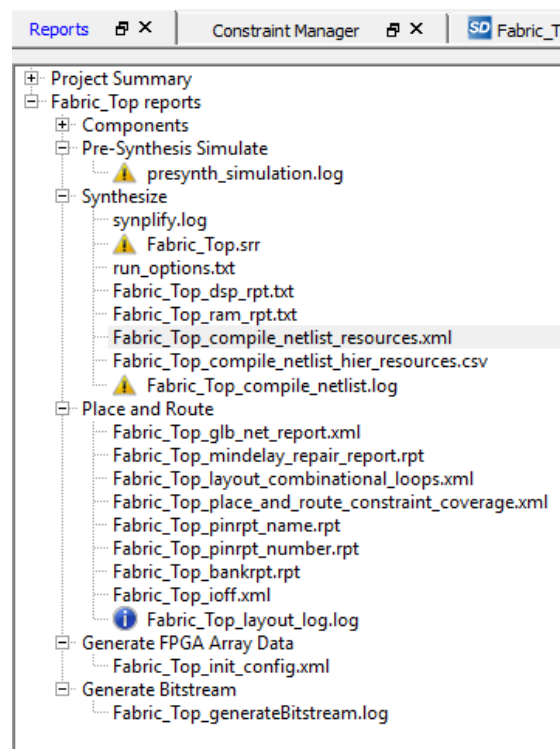 Reports Constraint Manager SD Fabric_T
Project Summary
Fabric_Top reports
Components
Pre-Synthesis Simulate
presynth_simulation.log
Synthesize
synplify.log
Fabric_Top.srr
run_options.txt
Fabric_Top_dsp_rpt.txt
Fabric_Top_ram_rpt.txt
Fabric_Top_compile_netlist_resources.xml
Fabric_Top_compile_netlist_hier_resources.csv
Fabric_Top_compile_netlist.log
Place and Route
Fabric_Top_glb_net_report.xml
Fabric_Top_mindelay_repair_report.rpt
Fabric_Top_layout_combinational_loops.xml
Fabric_Top_place_and_route_constraint_coverage.xml
Fabric_Top_pinrpt_name.rpt
Fabric_Top_pinrpt_number.rpt
Fabric_Top_bankrpt.rpt
Fabric_Top_ioff.xml
Fabric_Top_layout_log.log
Generate FPGA Array Data
Fabric_Top_init_config.xml
Generate Bitstream
Fabric_Top_generateBitstream.log